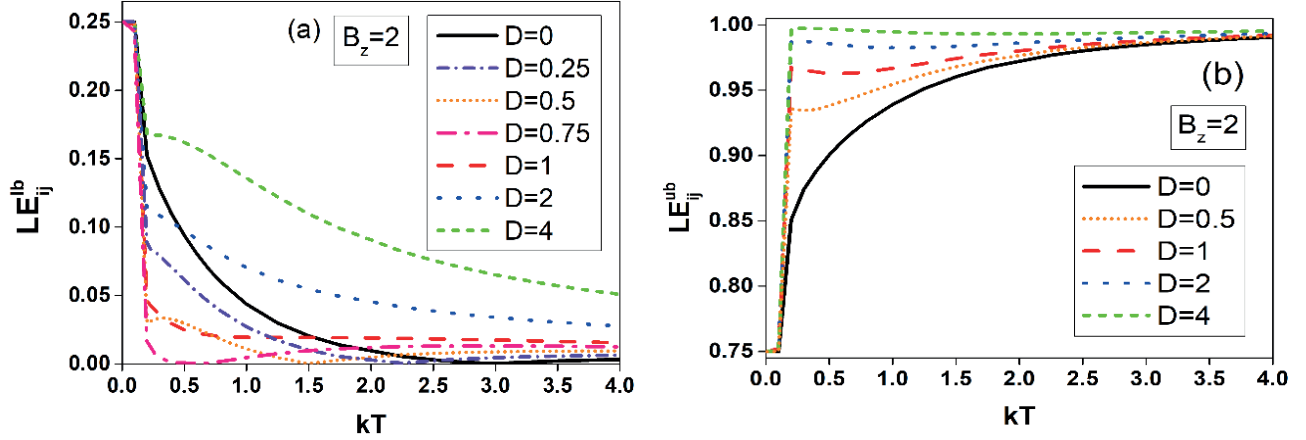 (a)
B_z=2
D=0
D=0.25
D=0.5
D=0.75
D=1
D=2
D=4
LE_ij^lb
0.25
0.20
0.15
0.10
0.05
0.00
0.0 0.5 1.0 1.5 2.0 2.5 3.0 3.5 4.0
kT
(b)
B_z=2
D=0
D=0.5
D=1
D=2
D=4
LE_ij^ub
1.00
0.95
0.90
0.85
0.80
0.75
0.0 0.5 1.0 1.5 2.0 2.5 3.0 3.5 4.0
kT